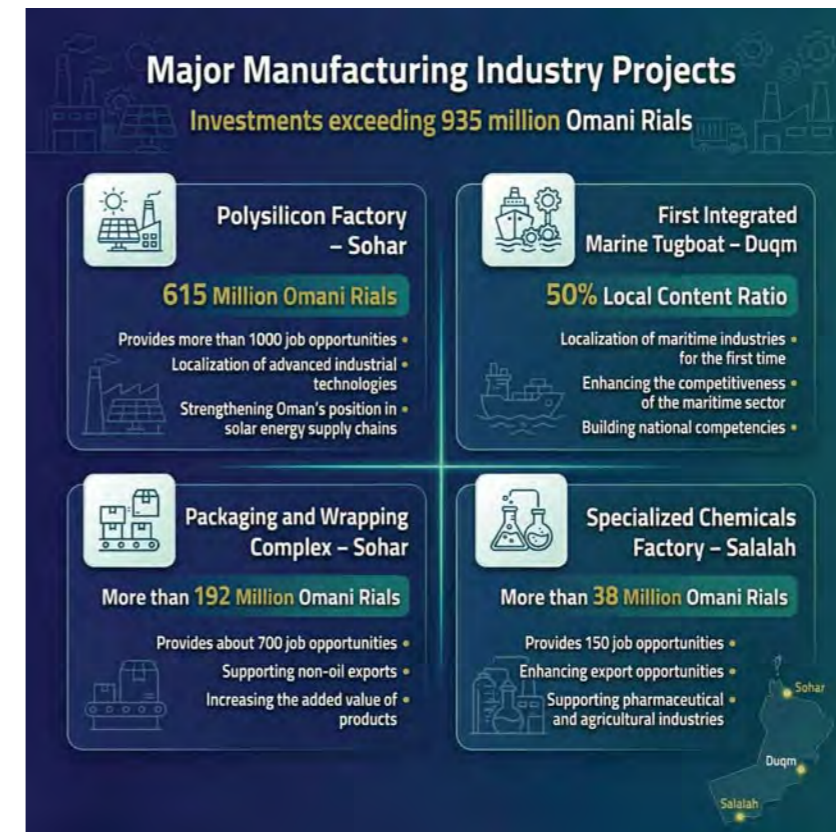 Major Manufacturing Industry Projects
Investments exceeding 935 million Omani Rials
Polysilicon Factory
– Sohar
615 Million Omani Rials
Provides more than 1000 job opportunities •
Localization of advanced industrial •
technologies
Strengthening Oman's position in •
solar energy supply chains
First Integrated
Marine Tugboat – Duqm
50% Local Content Ratio
Localization of maritime industries •
for the first time
Enhancing the competitiveness •
of the maritime sector
Building national competencies •
Packaging and Wrapping
Complex – Sohar
More than 192 Million Omani Rials
Provides about 700 job opportunities •
Supporting non-oil exports •
Increasing the added value of •
products
Specialized Chemicals
Factory – Salalah
More than 38 Million Omani Rials
Provides 150 job opportunities •
Enhancing export opportunities •
Supporting pharmaceutical •
and agricultural industries
Sohar
Duqm
Salalah